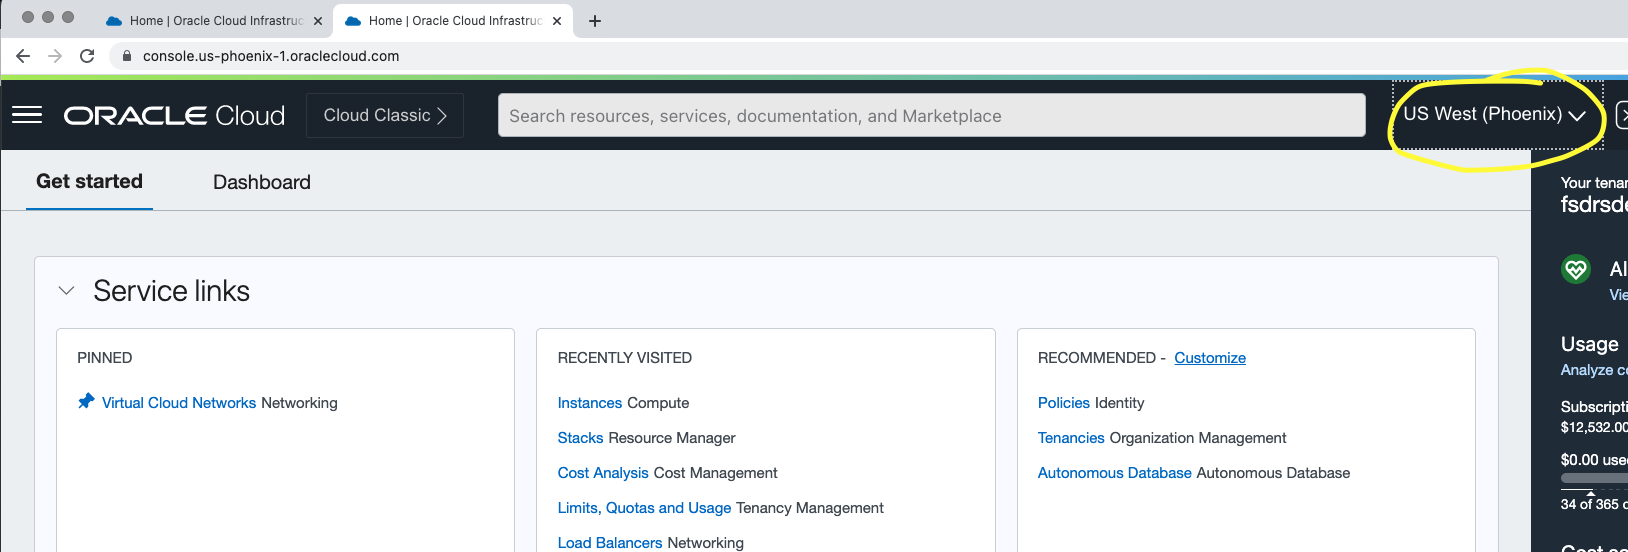 Home | Oracle Cloud Infrastruc
Home | Oracle Cloud Infrastruc
console.us-phoenix-1.oraclecloud.com
ORACLE Cloud
Cloud Classic
Search resources, services, documentation, and Marketplace
US West (Phoenix)
Get started
Dashboard
Your tenan
fsdrsde
Service links
Al
Vie
PINNED
Virtual Cloud Networks Networking
RECENTLY VISITED
Instances Compute
Stacks Resource Manager
Cost Analysis Cost Management
Limits, Quotas and Usage Tenancy Management
Load Balancers Networking
RECOMMENDED - Customize
Policies Identity
Tenancies Organization Management
Autonomous Database Autonomous Database
Usage
Analyze co
Subscripti
$12,532.00
$0.00 use
34 of 365